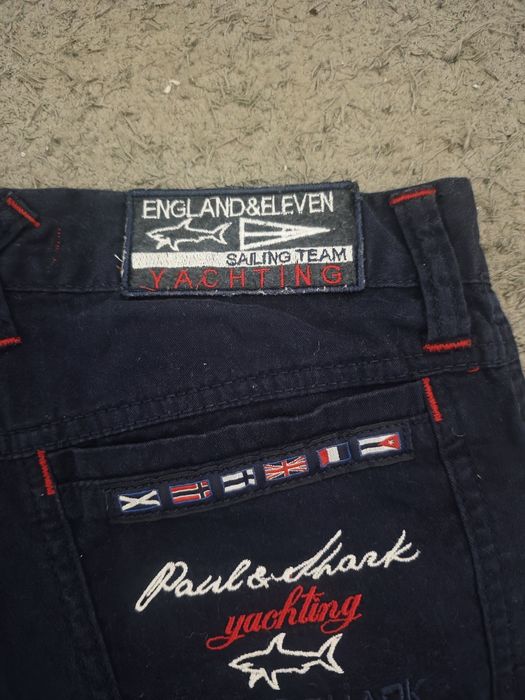 ENGLAND&ELEVEN
SAILING TEAM
YACHTING
Paul & Shark
yachting